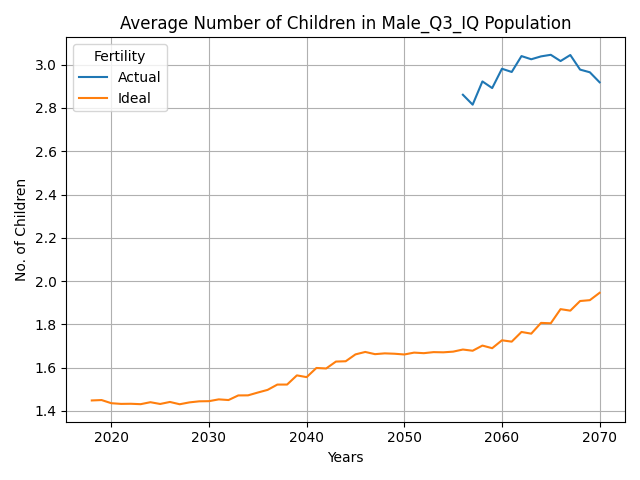 Average Number of Children in Male_Q3_IQ Population
Fertility
Actual
Ideal
3.0
2.8
2.6
2.4
2.2
2.0
1.8
1.6
1.4
No. of Children
2020
2030
2040
2050
2060
2070
Years